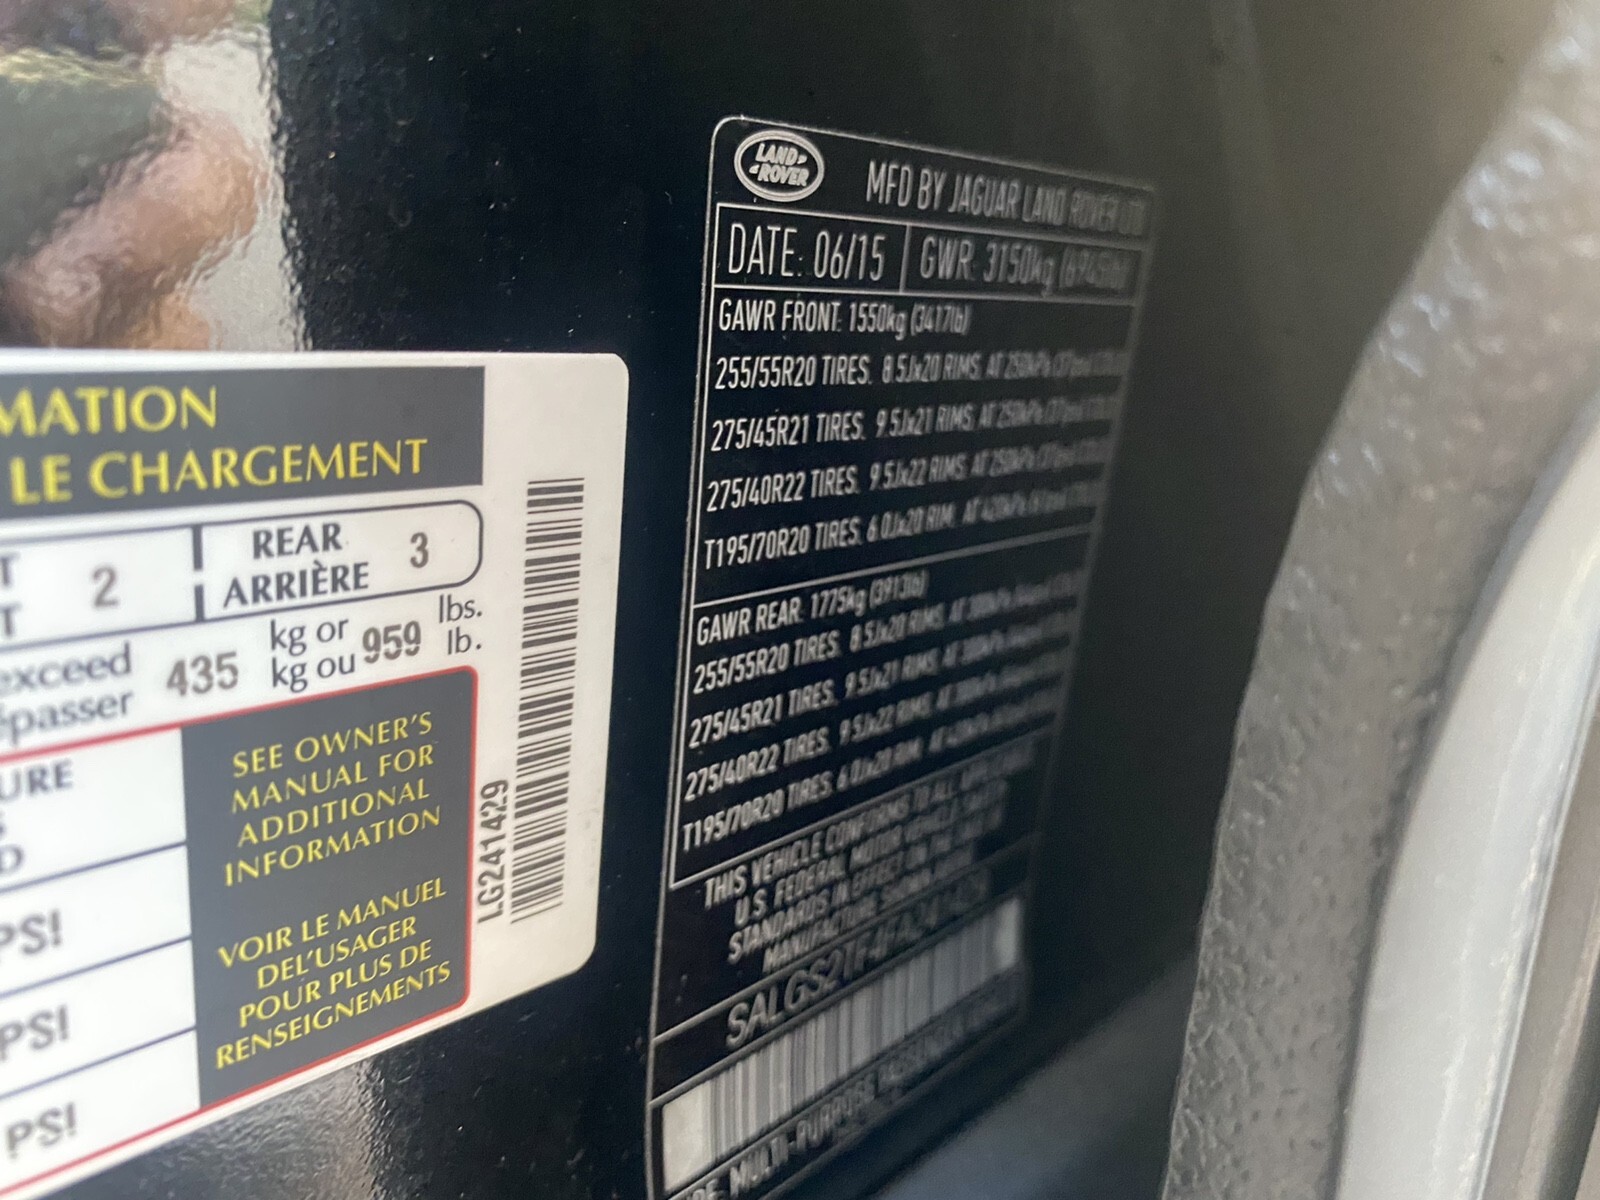 MATION
LE CHARGEMENT
T 2 REAR 3
T ARRIÈRE
exceed 435 kg or 959 lbs.
épasser kg ou lb.
URE
S
D
PSI
PSI
PSI
SEE OWNER'S
MANUAL FOR
ADDITIONAL
INFORMATION
VOIR LE MANUEL
DEL'USAGER
POUR PLUS DE
RENSEIGNEMENTS
LG241429
LAND
ROVER
MFD BY JAGUAR LAND ROVER LTD
DATE: 06/15 GWR: 3150kg (6945lb)
GAWR FRONT: 1550kg (3417lb)
255/55R20 TIRES. 8.5Jx20 RIMS. AT 250kPa (37psi)
275/45R21 TIRES. 9.5Jx21 RIMS. AT 250kPa (37psi)
275/40R22 TIRES. 9.5Jx22 RIMS. AT 250kPa (37psi)
T195/70R20 TIRES. 6.0Jx20 RIM. AT 420kPa
GAWR REAR: 1775kg (3913lb)
255/55R20 TIRES. 8.5Jx20 RIMS. AT
275/45R21 TIRES. 9.5Jx21 RIMS. AT
275/40R22 TIRES. 9.5Jx22 RIMS. AT
T195/70R20 TIRES. 6.0Jx20 RIM. AT
THIS VEHICLE CONFORMS TO ALL APPLICABLE
U.S. FEDERAL MOTOR VEHICLE SAFETY
STANDARDS IN EFFECT ON THE DATE OF
MANUFACTURE SHOWN ABOVE
SALGS2TF4FA241429
MULTI-PURPOSE